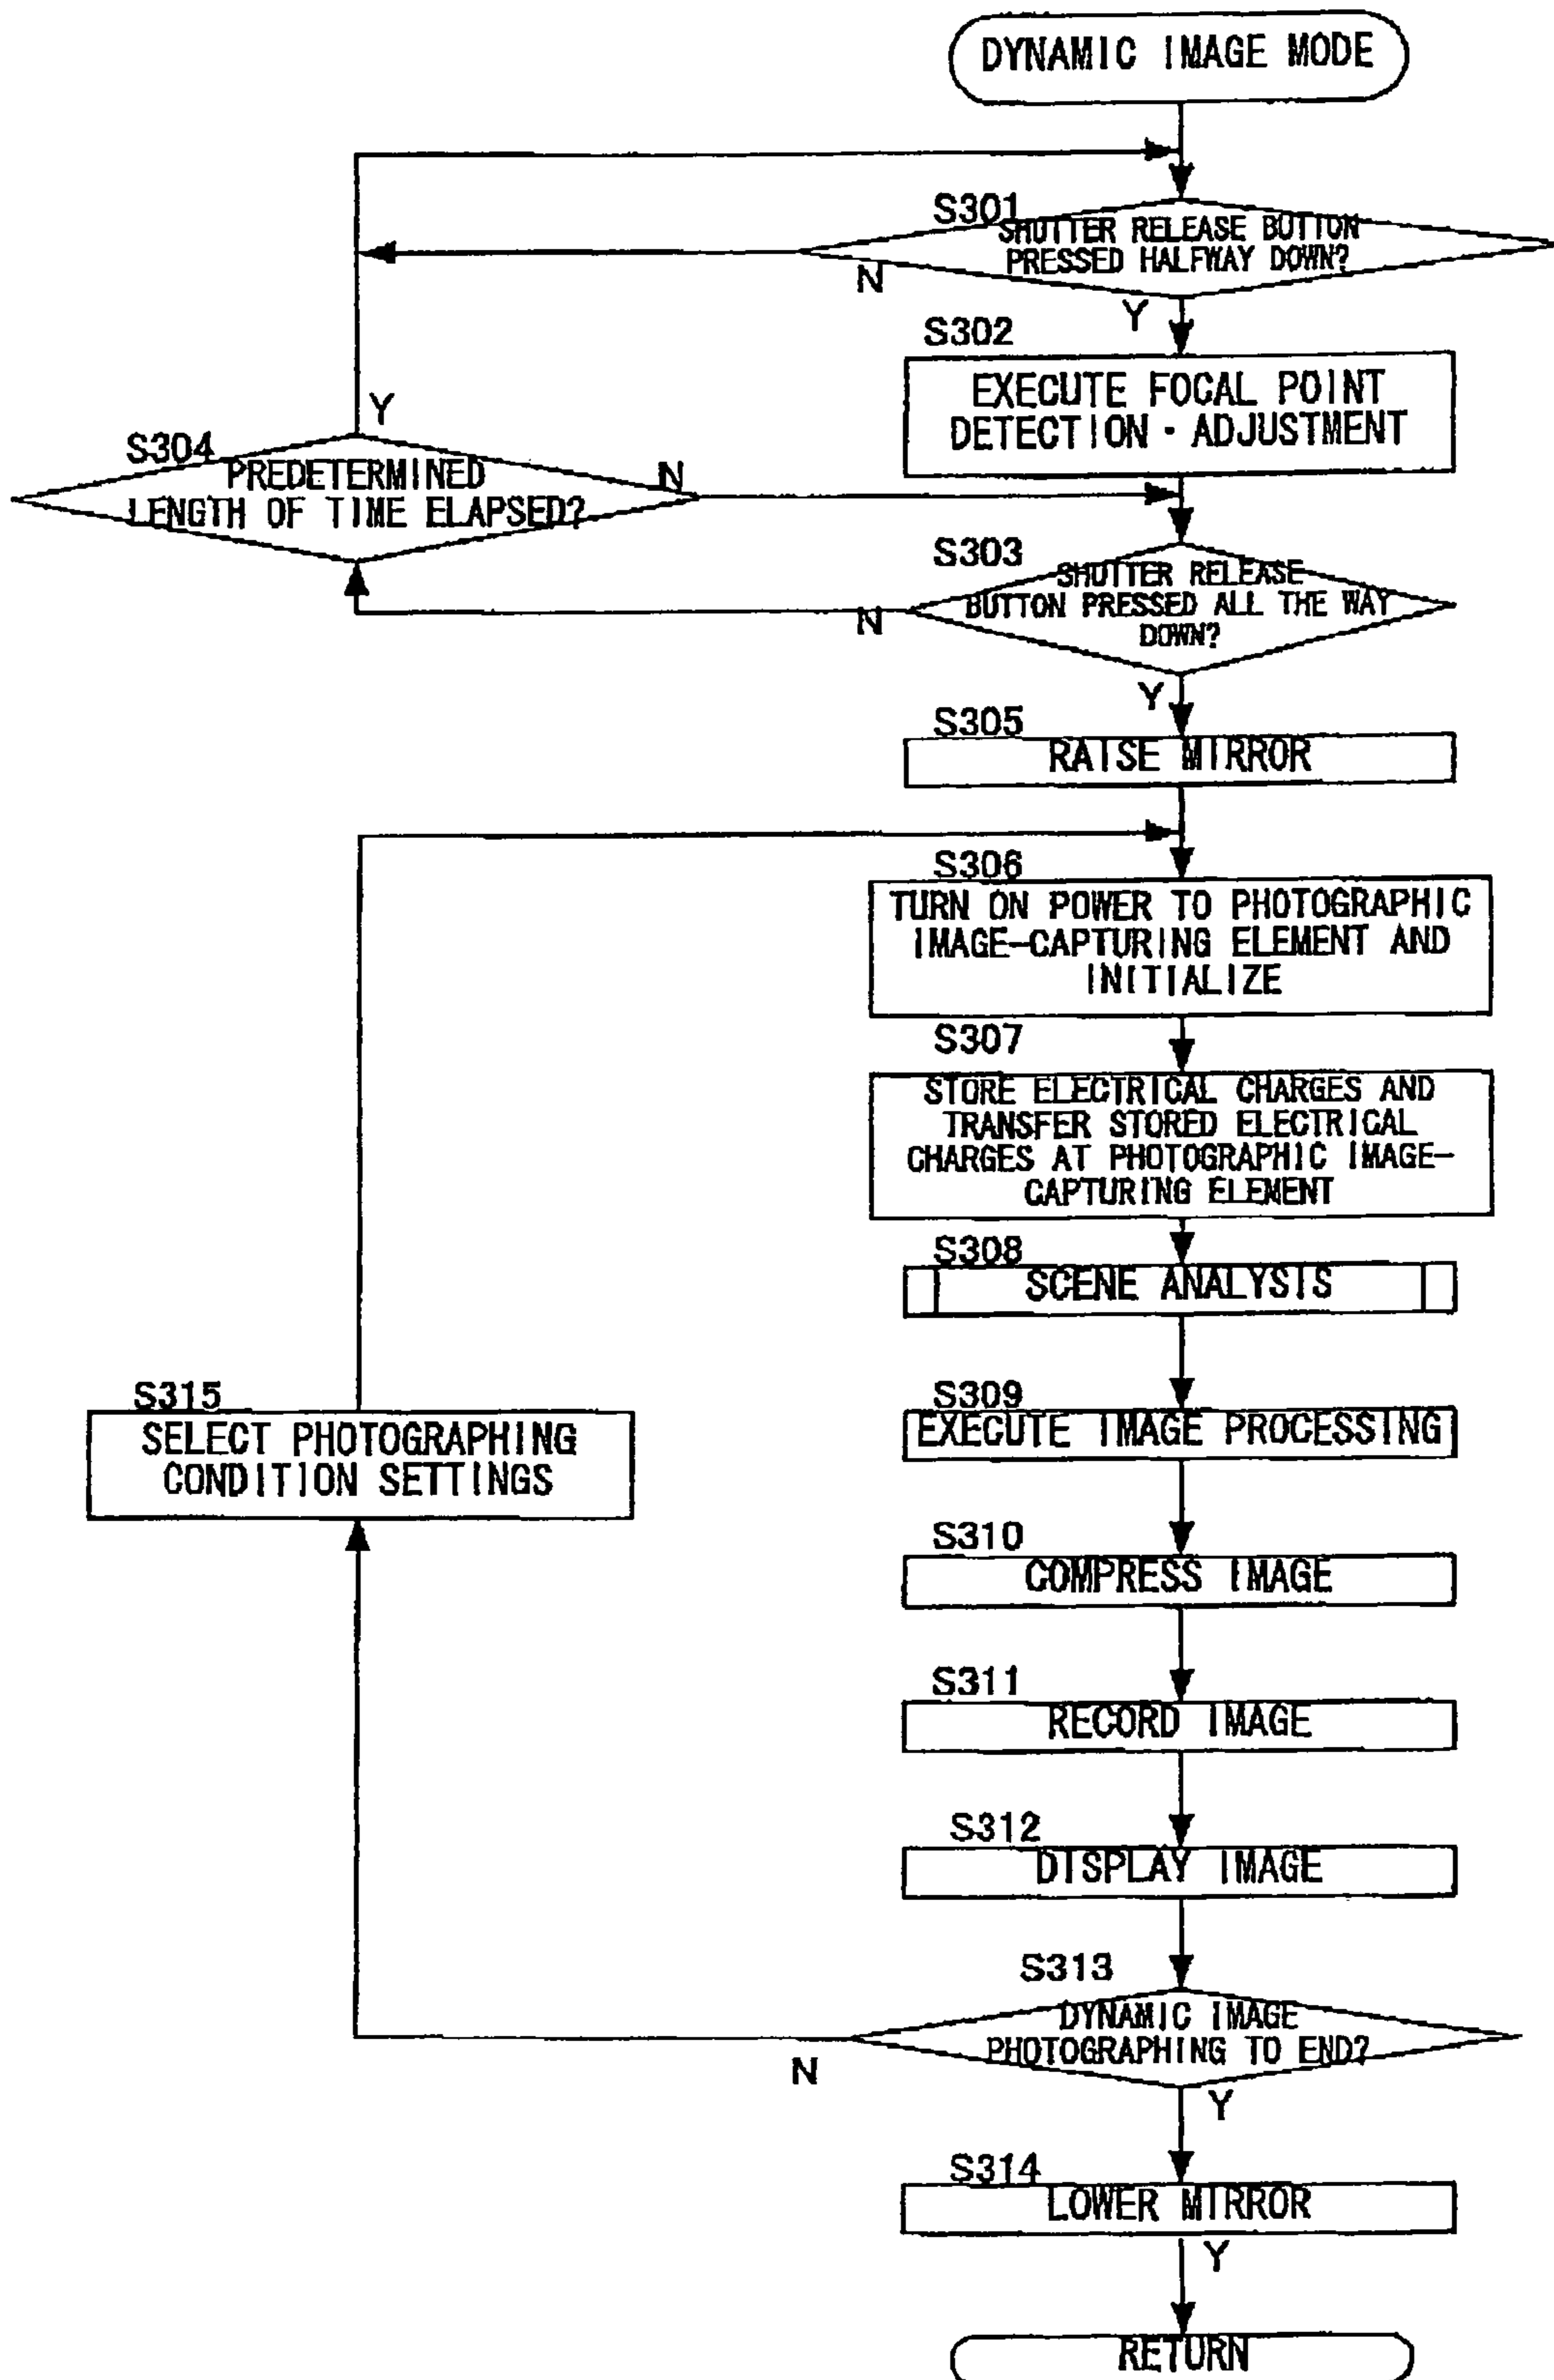 DYNAMIC IMAGE MODE
S301
SHUTTER RELEASE BUTTON
PRESSED HALFWAY DOWN?
N
Y
S302
EXECUTE FOCAL POINT
DETECTION · ADJUSTMENT
Y
S304
PREDETERMINED
LENGTH OF TIME ELAPSED?
N
S303
SHUTTER RELEASE
BUTTON PRESSED ALL THE WAY
DOWN?
N
Y
S305
RAISE MIRROR
S306
TURN ON POWER TO PHOTOGRAPHIC
IMAGE-CAPTURING ELEMENT AND
INITIALIZE
S307
STORE ELECTRICAL CHARGES AND
TRANSFER STORED ELECTRICAL
CHARGES AT PHOTOGRAPHIC IMAGE-
CAPTURING ELEMENT
S308
SCENE ANALYSIS
S315
SELECT PHOTOGRAPHING
CONDITION SETTINGS
S309
EXECUTE IMAGE PROCESSING
S310
COMPRESS IMAGE
S311
RECORD IMAGE
S312
DISPLAY IMAGE
S313
DYNAMIC IMAGE
PHOTOGRAPHING TO END?
N
Y
S314
LOWER MIRROR
Y
RETURN